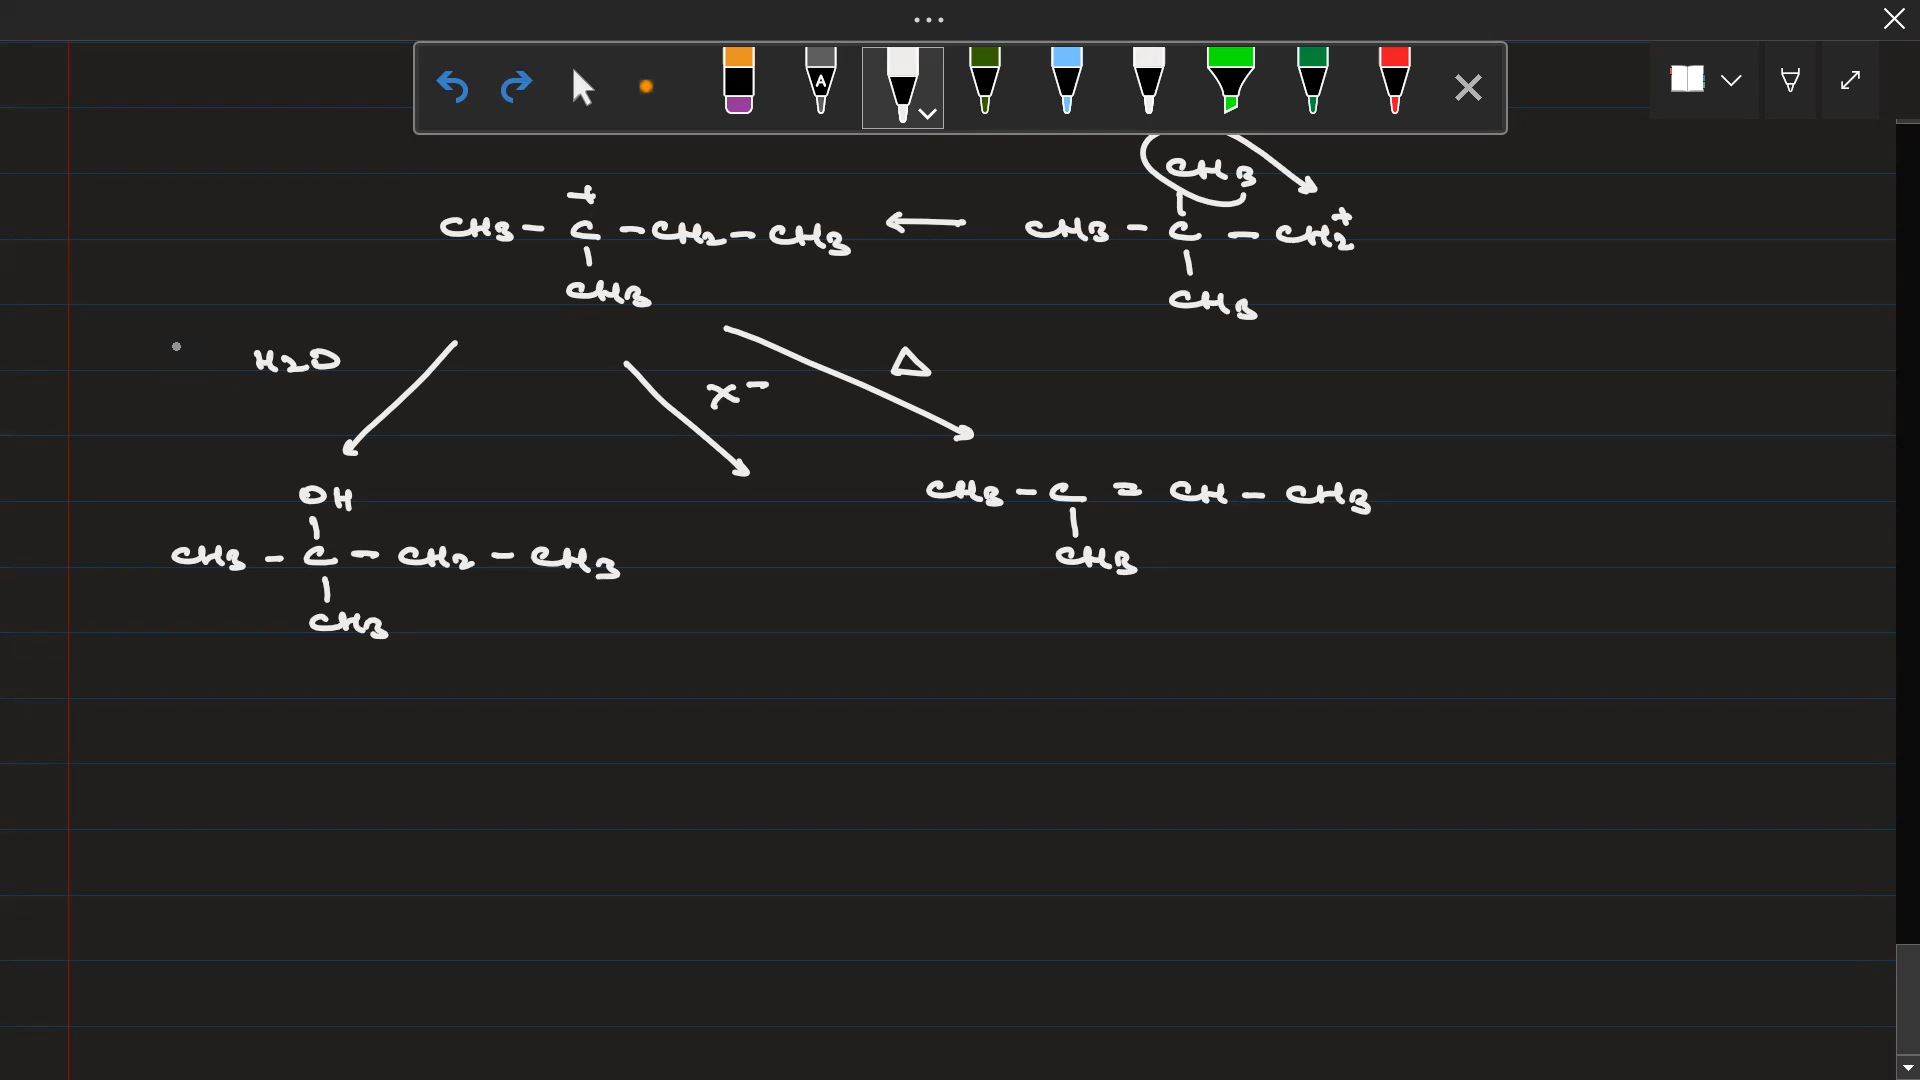 CH3
+
CH3 - C - CH2 - CH3 ← CH3 - C - CH2+
CH3
CH3
H2O
Δ
X-
OH
CH3 - C = CH - CH3
CH3 - C - CH2 - CH3
CH3
CH3
A